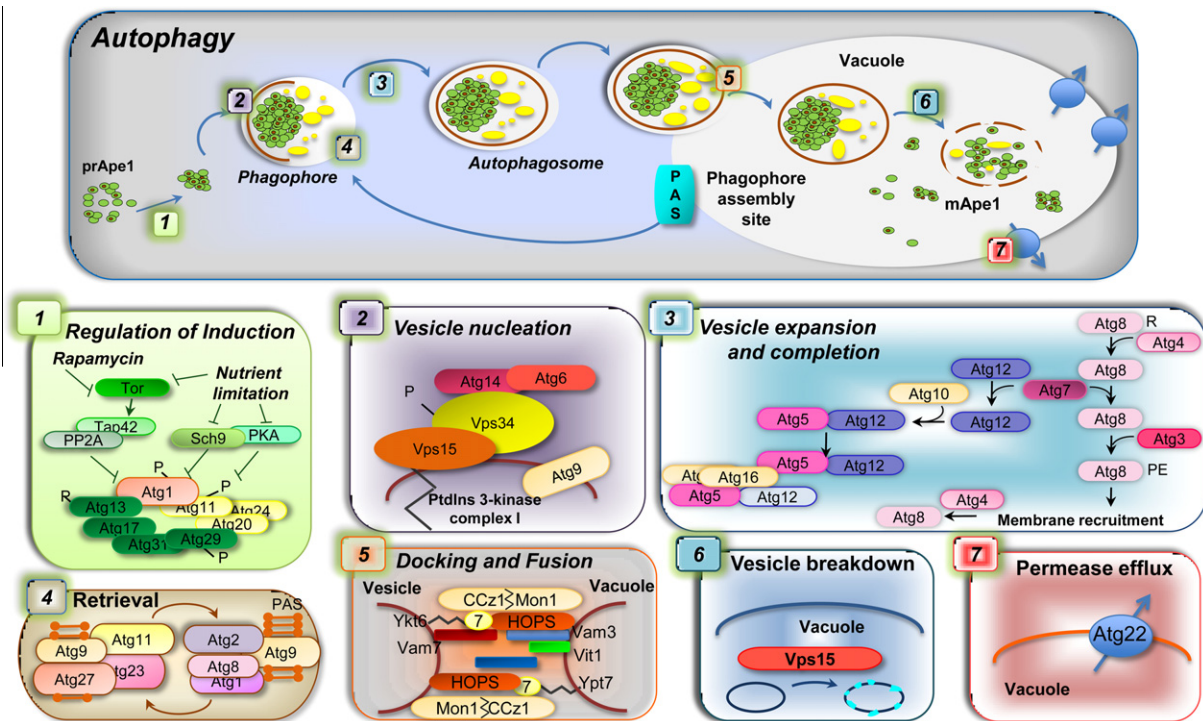 Autophagy
prApe1
1
2
Phagophore
3
4
Autophagosome
5
Vacuole
6
P
A
S
Phagophore
assembly
site
mApe1
7
1
Regulation of Induction
Rapamycin
Nutrient
limitation
Tor
Tap42
PP2A
Sch9
PKA
P
P
Atg1
R
Atg13
Atg11
Atg24
Atg20
Atg17
Atg31
Atg29
P
2
Vesicle nucleation
P
Atg14
Atg6
Vps34
Vps15
Atg9
PtdIns 3-kinase
complex I
3
Vesicle expansion
and completion
Atg8
R
Atg4
Atg12
Atg8
Atg10
Atg7
Atg5
Atg12
Atg12
Atg8
Atg3
Atg5
Atg12
Atg16
Atg8
PE
Atg5
Atg12
Atg4
Atg8
Membrane recruitment
4
Retrieval
PAS
Atg11
Atg2
Atg9
Atg9
Atg8
Atg27
tg23
Atg1
5
Docking and Fusion
Vesicle
Vacuole
CCz1
Mon1
Ykt6
7
HOPS
Vam7
Vam3
Vit1
HOPS
7
Ypt7
Mon1
CCz1
6
Vesicle breakdown
Vacuole
Vps15
7
Permease efflux
Atg22
Vacuole